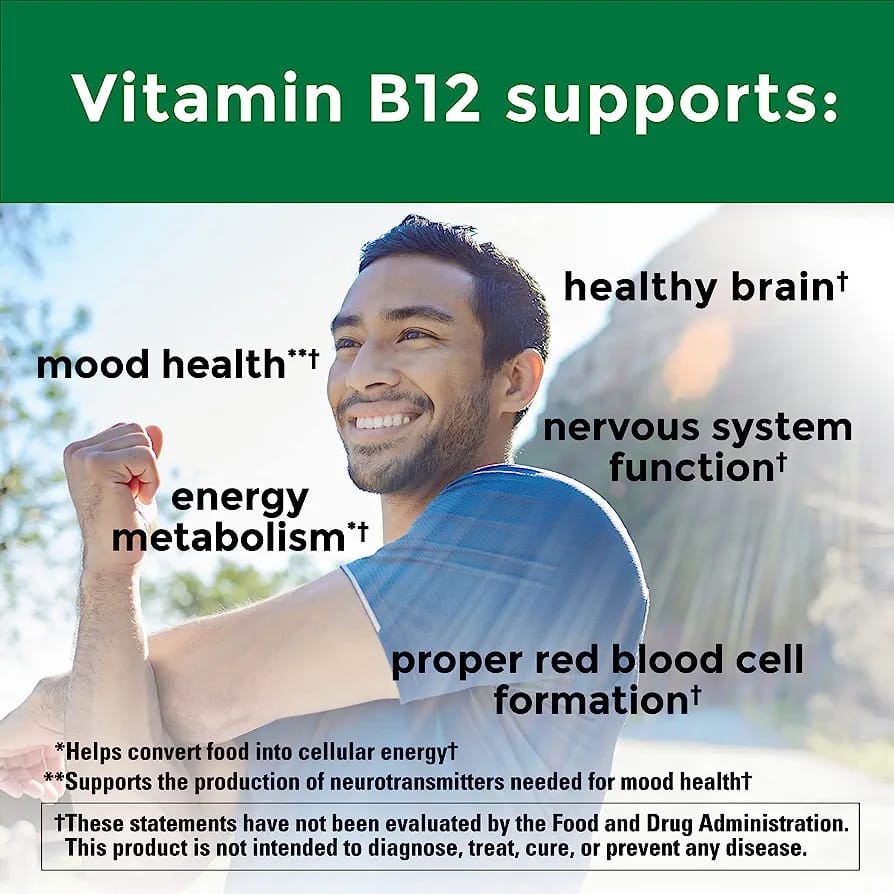 Vitamin B12 supports:
healthy brain†
mood health**†
nervous system
function†
energy
metabolism*†
proper red blood cell
formation†
*Helps convert food into cellular energy†
**Supports the production of neurotransmitters needed for mood health†
†These statements have not been evaluated by the Food and Drug Administration.
This product is not intended to diagnose, treat, cure, or prevent any disease.